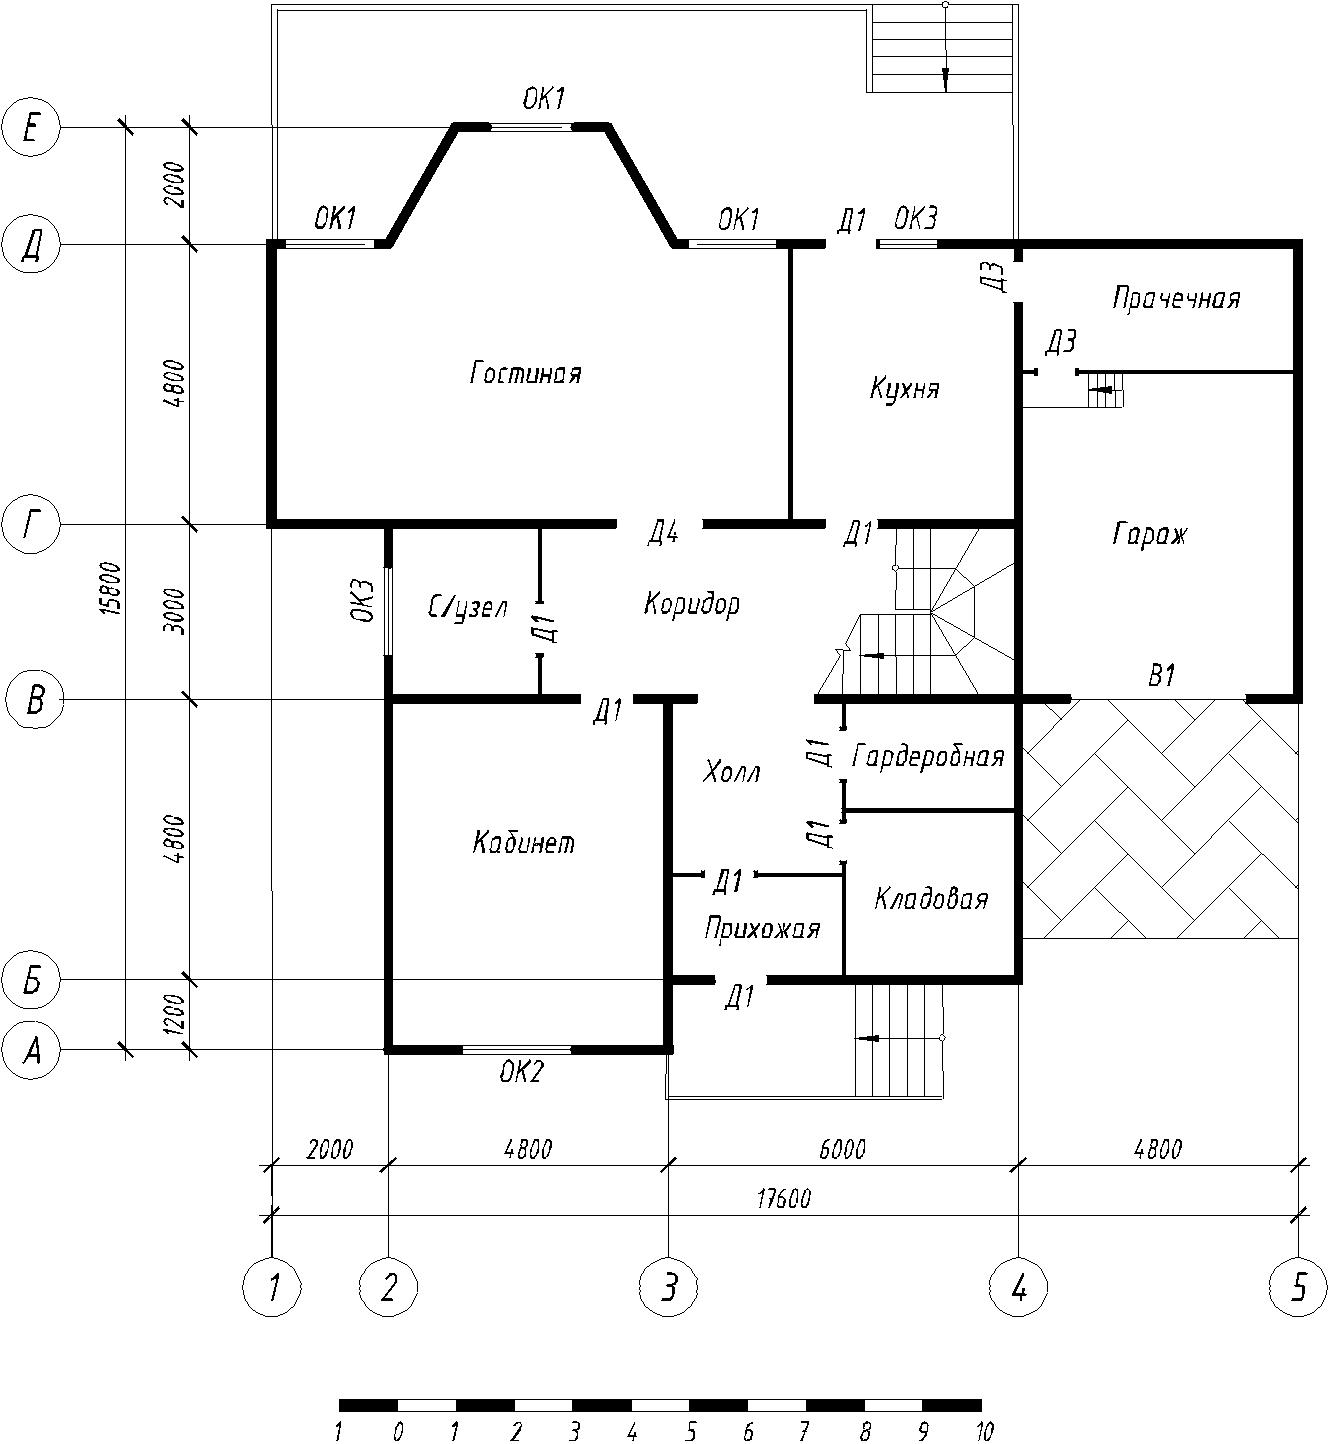 ОК1
Е
2000
ОК1
ОК1
Д1
ОК3
Д
Д3
Прачечная
Д3
4800
Гостиная
Кухня
Г
Д4
Д1
Гараж
15800
3000
ОК3
С/узел
Д1
Коридор
В1
В
Д1
Д1
Гардеробная
Холл
4800
Кабинет
Д1
Д1
Кладовая
Прихожая
Б
Д1
1200
А
ОК2
2000
4800
6000
4800
17600
1
2
3
4
5
1 0 1 2 3 4 5 6 7 8 9 10